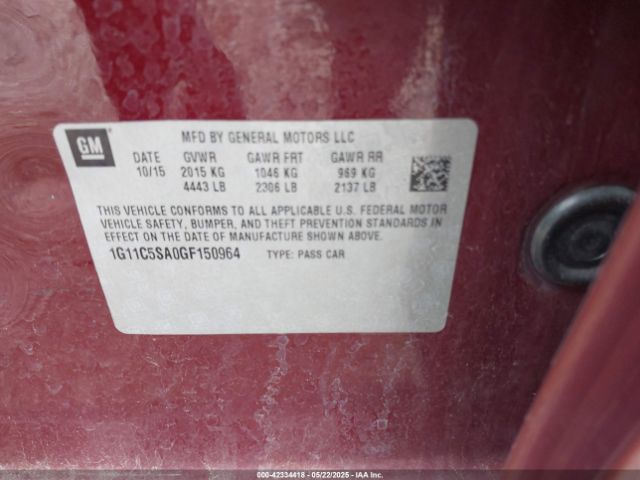 GM
MFD BY GENERAL MOTORS LLC
DATE GVWR GAWR FRT GAWR RR
10/15 2015 KG 1046 KG 969 KG
4443 LB 2306 LB 2137 LB
THIS VEHICLE CONFORMS TO ALL APPLICABLE U.S. FEDERAL MOTOR
VEHICLE SAFETY, BUMPER, AND THEFT PREVENTION STANDARDS IN
EFFECT ON THE DATE OF MANUFACTURE SHOWN ABOVE.
1G11C5SA0GF150964 TYPE: PASS CAR
000-42334418 - 05/22/2025 - IAA Inc.